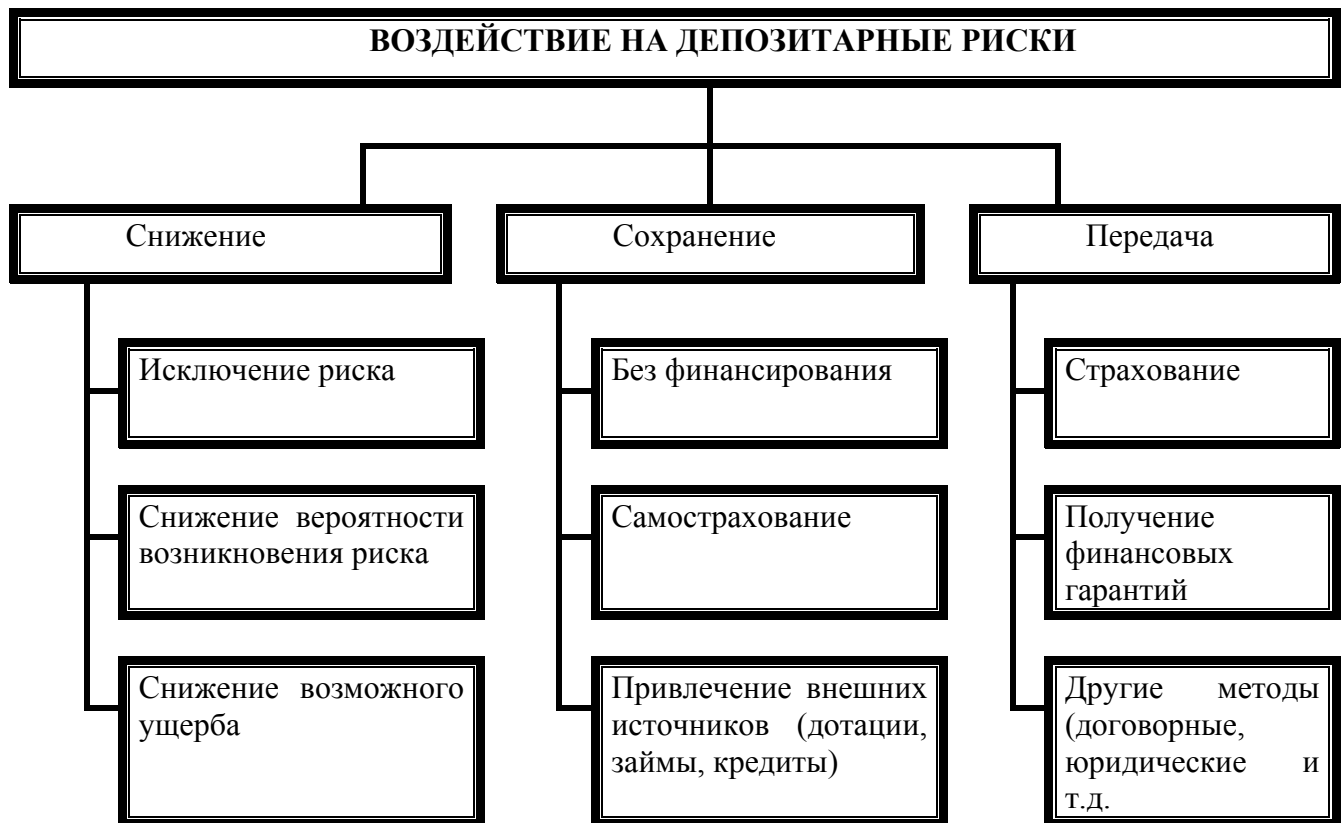 ВОЗДЕЙСТВИЕ НА ДЕПОЗИТАРНЫЕ РИСКИ
Снижение
Исключение риска
Снижение вероятности
возникновения риска
Снижение возможного
ущерба
Сохранение
Без финансирования
Самострахование
Привлечение внешних
источников (дотации,
займы, кредиты)
Передача
Страхование
Получение
финансовых
гарантий
Другие методы
(договорные,
юридические и
т.д.